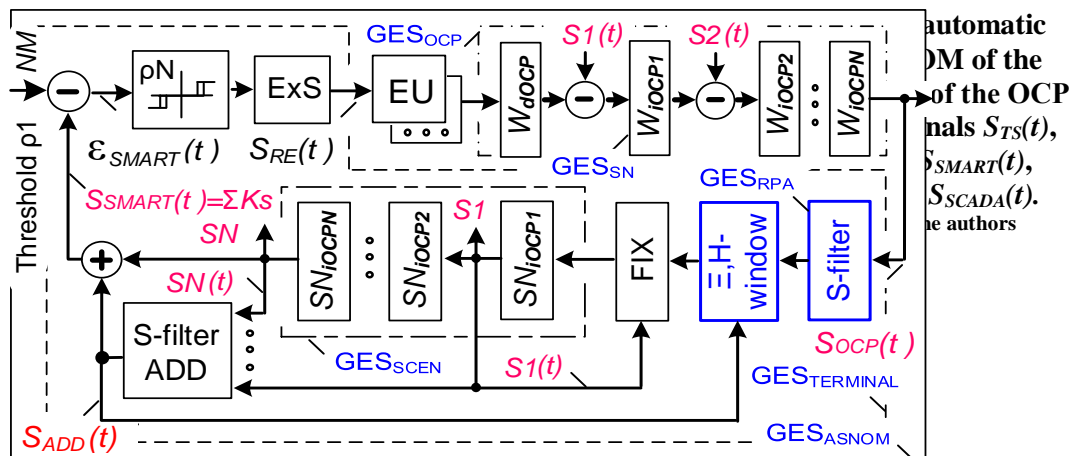 NM
Threshold ρ1
ρN
ExS
EU
GES_OCP
W_dOCP
S1(t)
W_iOCP1
S2(t)
W_iOCP2
W_iOCPN
GES_SN
ε_SMART(t)
S_RE(t)
automatic
OM of the
of the OCP
nals S_TS(t),
S_SMART(t),
S_SCADA(t).
he authors
S_SMART(t)=ΣKs
SN
SN(t)
SN_iOCPN
SN_iOCP2
S1
SN_iOCP1
FIX
Ξ,H-
window
GES_RPA
S-filter
S_OCP(t)
S-filter
ADD
GES_SCEN
S1(t)
GES_TERMINAL
S_ADD(t)
GES_ASNOM